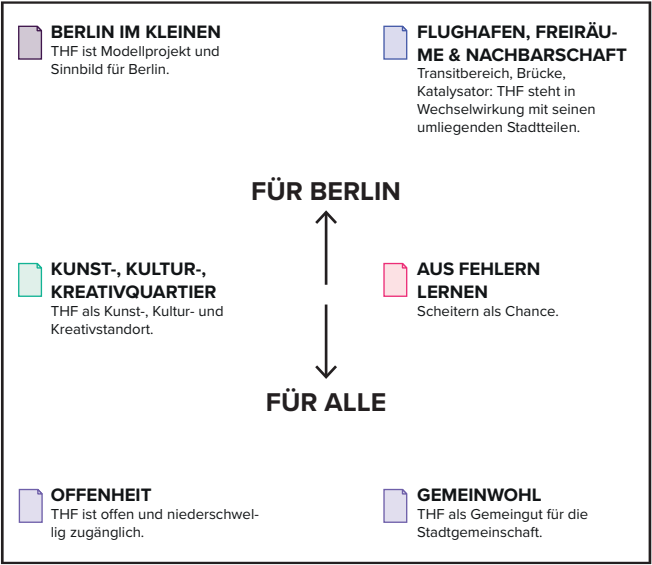 BERLIN IM KLEINEN
THF ist Modellprojekt und
Sinnbild für Berlin.
FLUGHAFEN, FREIRÄU-
ME & NACHBARSCHAFT
Transitbereich, Brücke,
Katalysator: THF steht in
Wechselwirkung mit seinen
umliegenden Stadtteilen.
FÜR BERLIN
KUNST-, KULTUR-,
KREATIVQUARTIER
THF als Kunst-, Kultur- und
Kreativstandort.
AUS FEHLERN
LERNEN
Scheitern als Chance.
FÜR ALLE
OFFENHEIT
THF ist offen und niederschwel-
lig zugänglich.
GEMEINWOHL
THF als Gemeingut für die
Stadtgemeinschaft.